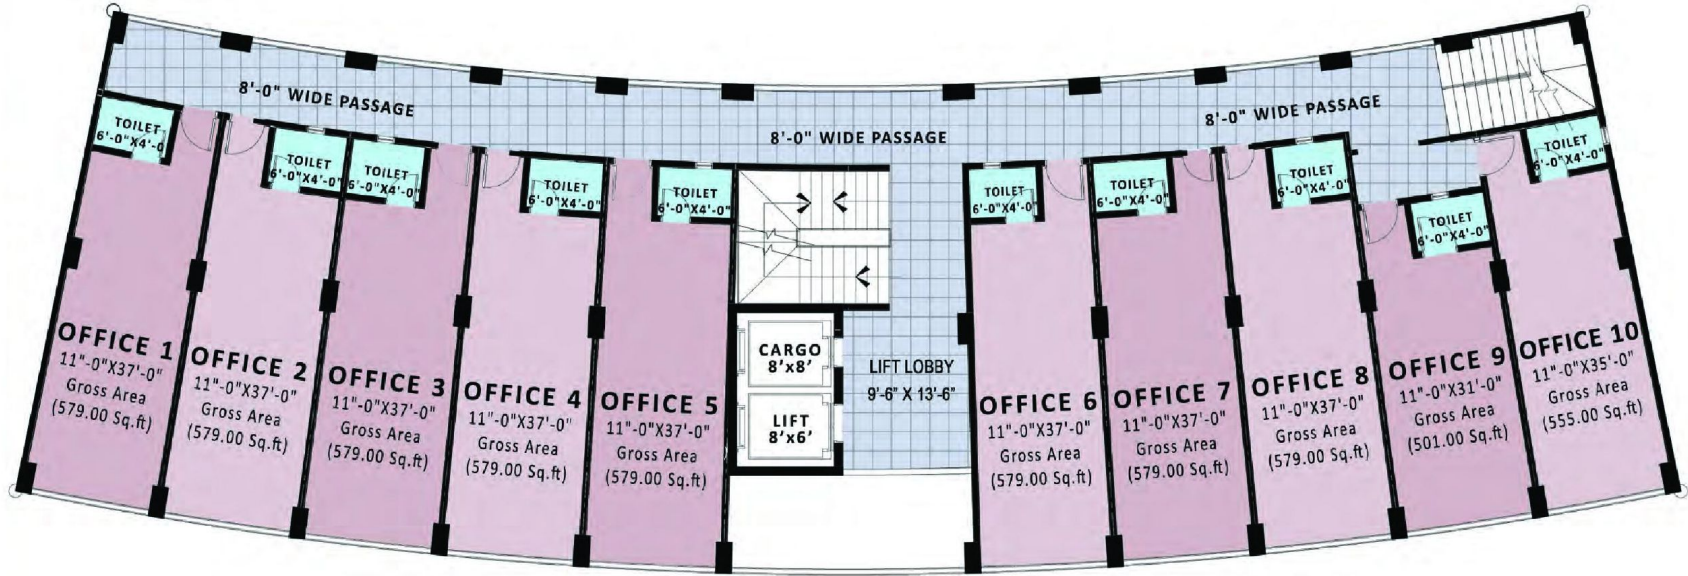 8'-0" WIDE PASSAGE
8'-0" WIDE PASSAGE
8'-0" WIDE PASSAGE
TOILET
6'-0"X4'-0
TOILET
6'-0"X4'-0"
TOILET
6'-0"X4'-0"
TOILET
6'-0"X4'-0"
TOILET
6'-0"X4'-0"
TOILET
6'-0"X4'-0"
TOILET
6'-0"X4'-0"
TOILET
6'-0"X4'-0"
TOILET
6'-0"X4'-0"
TOILET
6'-0"X4'-0"
OFFICE 1
11"-0"X37'-0"
Gross Area
(579.00 Sq.ft)
OFFICE 2
11"-0"X37'-0"
Gross Area
(579.00 Sq.ft)
OFFICE 3
11"-0"X37'-0"
Gross Area
(579.00 Sq.ft)
OFFICE 4
11"-0"X37'-0"
Gross Area
(579.00 Sq.ft)
OFFICE 5
11"-0"X37'-0"
Gross Area
(579.00 Sq.ft)
CARGO
8'x8'
LIFT
8'x6'
LIFT LOBBY
9'-6" X 13'-6"
OFFICE 6
11"-0"X37'-0"
Gross Area
(579.00 Sq.ft)
OFFICE 7
11"-0"X37'-0"
Gross Area
(579.00 Sq.ft)
OFFICE 8
11"-0"X37'-0"
Gross Area
(579.00 Sq.ft)
OFFICE 9
11"-0"X31'-0"
Gross Area
(501.00 Sq.ft)
OFFICE 10
11"-0"X35'-0"
Gross Area
(555.00 Sq.ft)